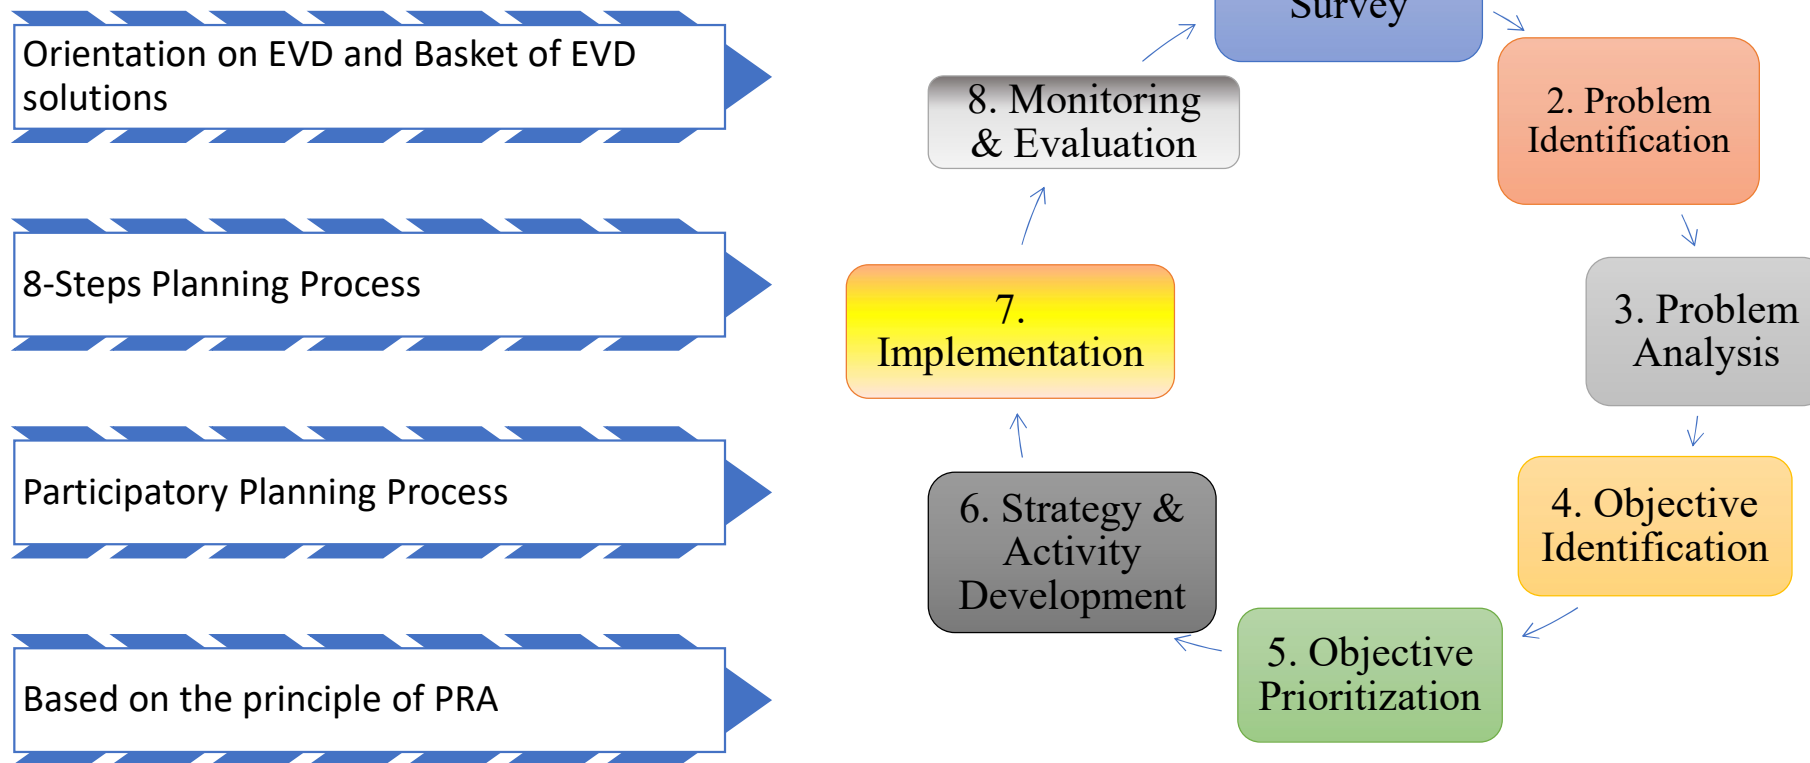 Orientation on EVD and Basket of EVD
solutions
8-Steps Planning Process
Participatory Planning Process
Based on the principle of PRA
Survey
2. Problem
Identification
3. Problem
Analysis
4. Objective
Identification
5. Objective
Prioritization
6. Strategy &
Activity
Development
7.
Implementation
8. Monitoring
& Evaluation